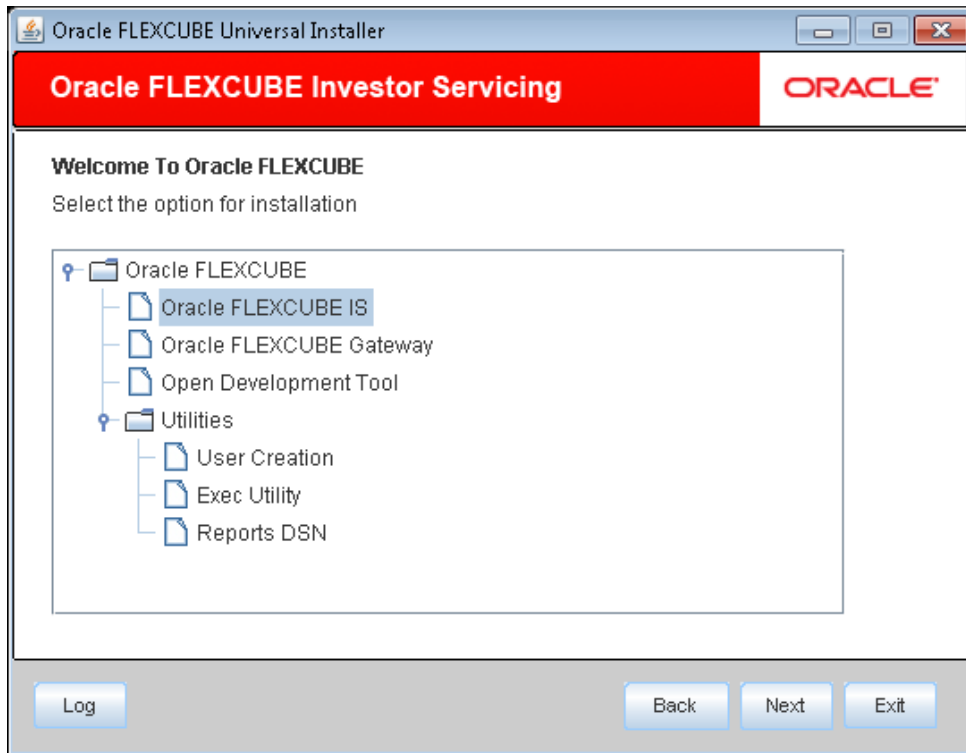 Oracle FLEXCUBE Universal Installer
Oracle FLEXCUBE Investor Servicing
ORACLE®
Welcome To Oracle FLEXCUBE
Select the option for installation
Oracle FLEXCUBE
Oracle FLEXCUBE IS
Oracle FLEXCUBE Gateway
Open Development Tool
Utilities
User Creation
Exec Utility
Reports DSN
Log
Back
Next
Exit